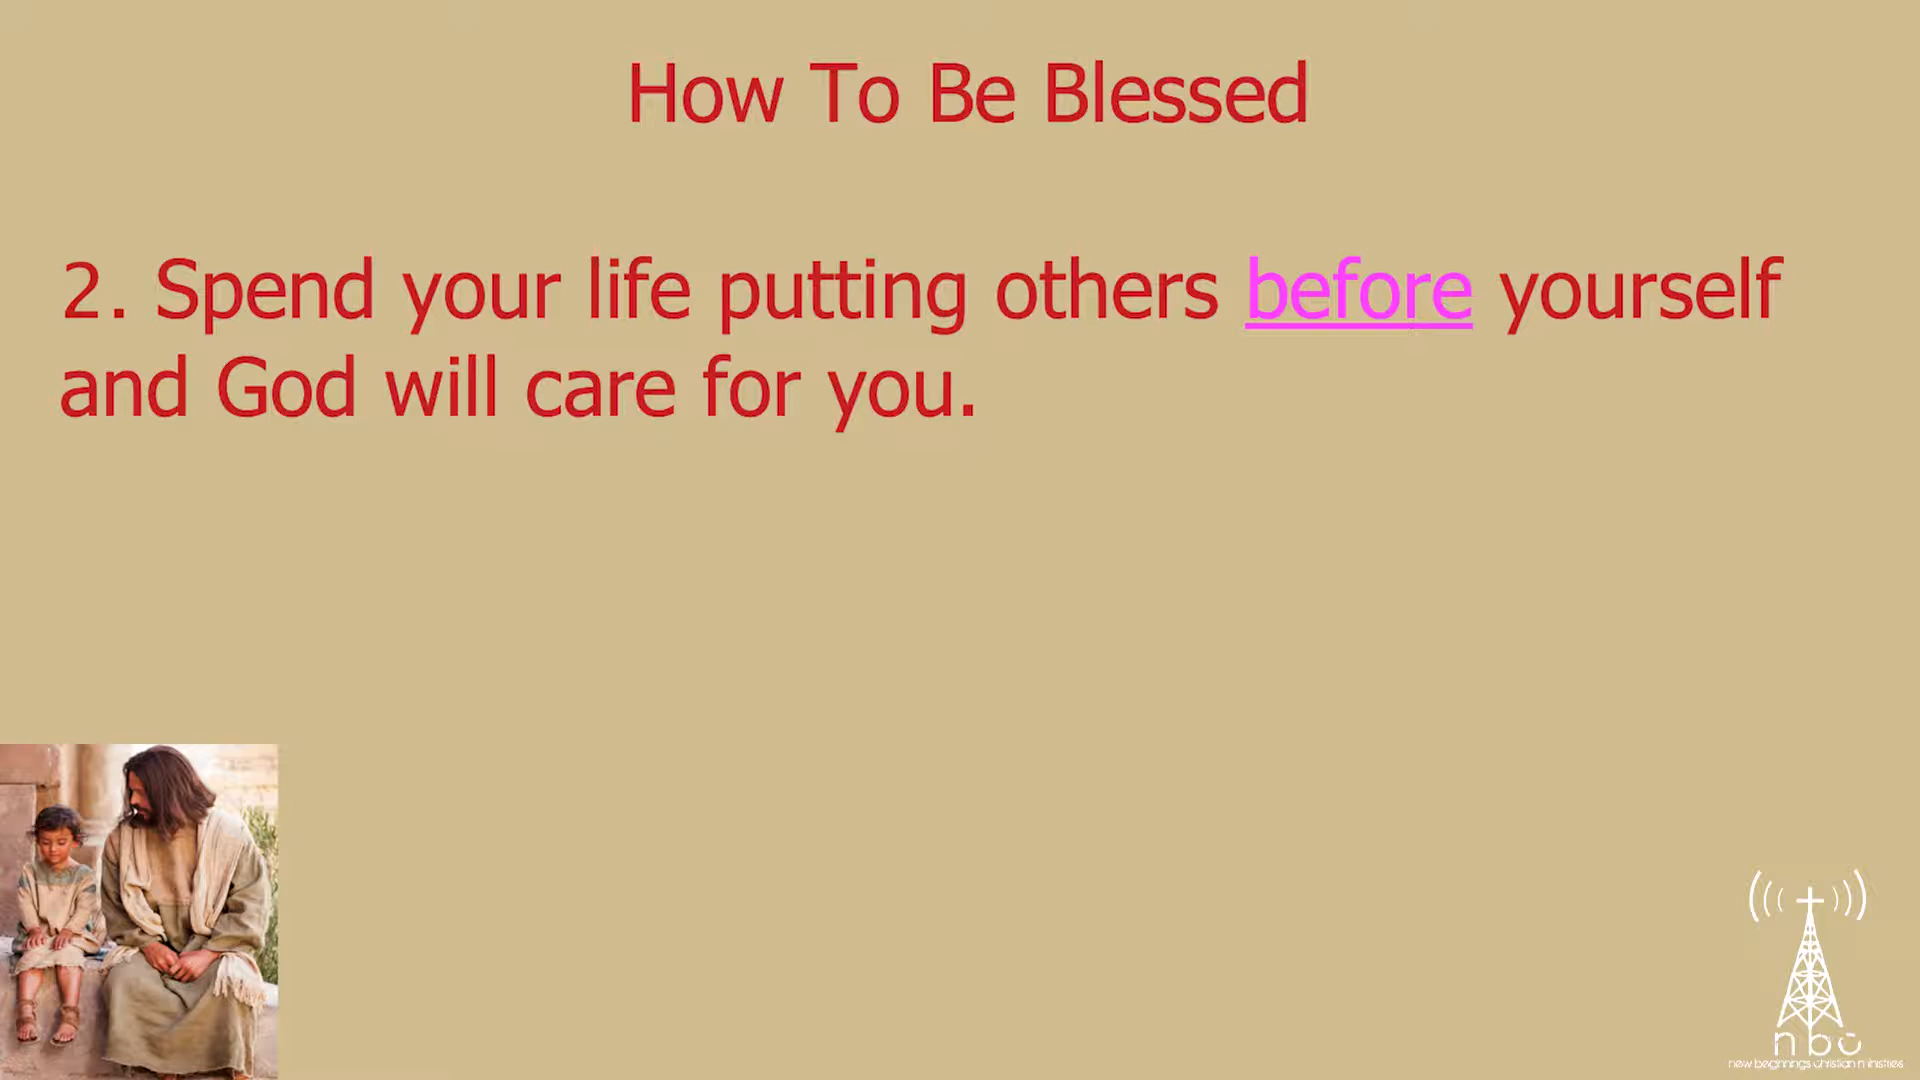 How To Be Blessed
2. Spend your life putting others before yourself
and God will care for you.
nbc
new beginnings christian ministries